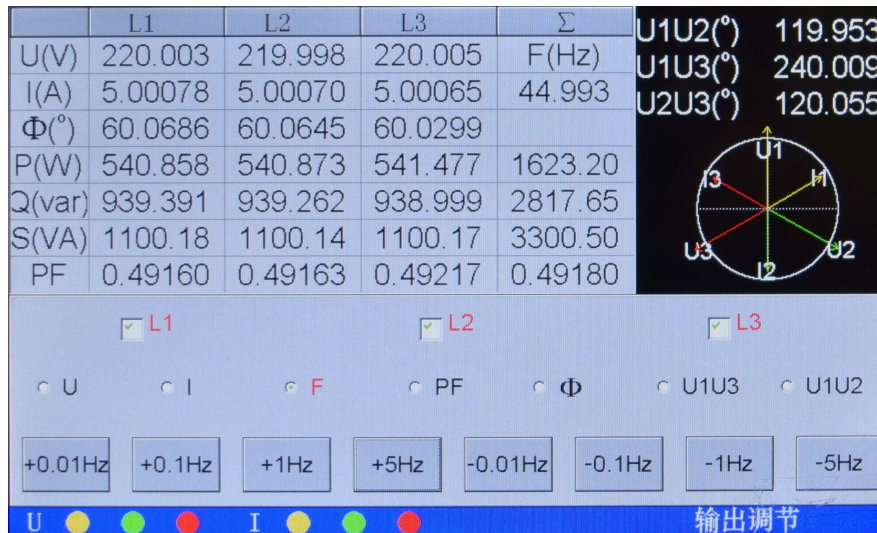 L1 L2 L3 Σ
U(V) 220.003 219.998 220.005 F(Hz)
I(A) 5.00078 5.00070 5.00065 44.993
Φ(°) 60.0686 60.0645 60.0299
P(W) 540.858 540.873 541.477 1623.20
Q(var) 939.391 939.262 938.999 2817.65
S(VA) 1100.18 1100.14 1100.17 3300.50
PF 0.49160 0.49163 0.49217 0.49180
U1U2(°) 119.953
U1U3(°) 240.009
U2U3(°) 120.055
U1
I3 I1
U3 U2
I2
L1 L2 L3
U I F PF Φ U1U3 U1U2
+0.01Hz +0.1Hz +1Hz +5Hz -0.01Hz -0.1Hz -1Hz -5Hz
U I 输出调节